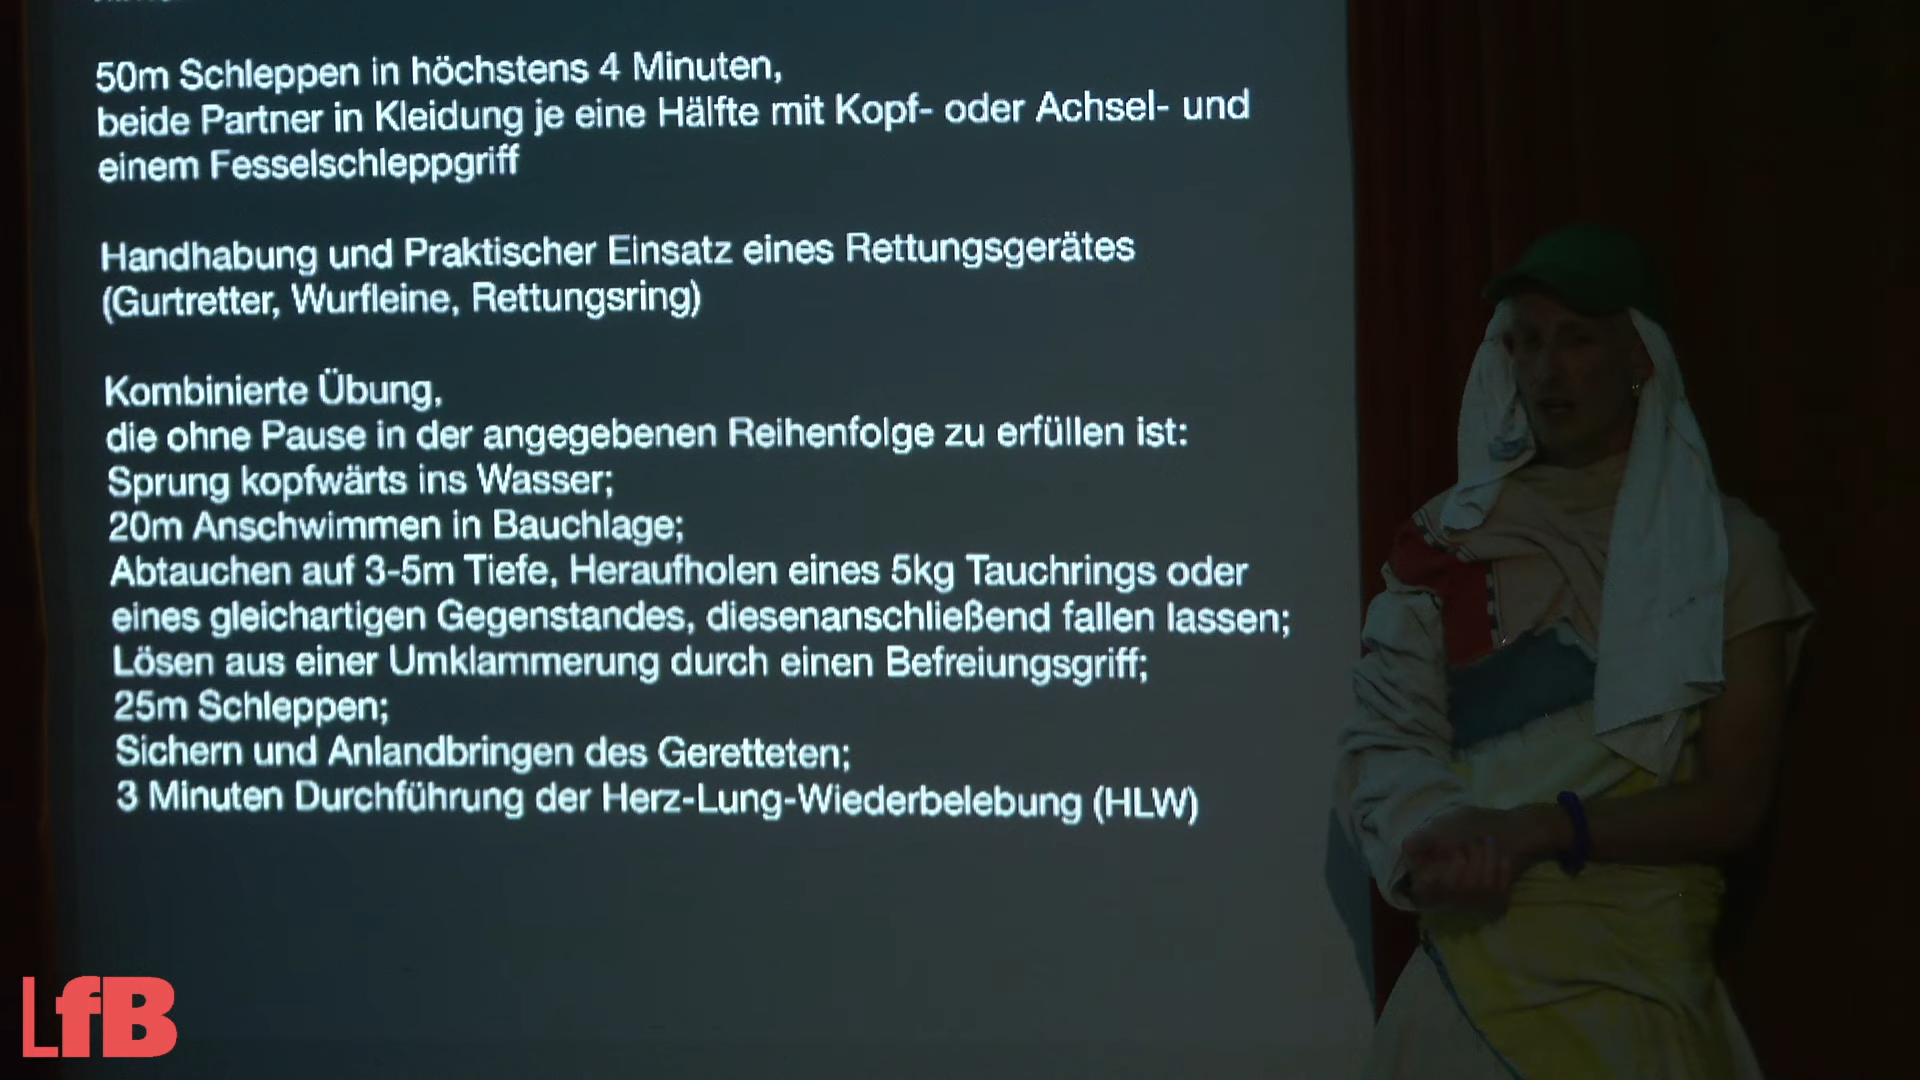 50m Schleppen in höchstens 4 Minuten,
beide Partner in Kleidung je eine Hälfte mit Kopf- oder Achsel- und
einem Fesselschleppgriff
Handhabung und Praktischer Einsatz eines Rettungsgerätes
(Gurtretter, Wurfleine, Rettungsring)
Kombinierte Übung,
die ohne Pause in der angegebenen Reihenfolge zu erfüllen ist:
Sprung kopfwärts ins Wasser;
20m Anschwimmen in Bauchlage;
Abtauchen auf 3-5m Tiefe, Heraufholen eines 5kg Tauchrings oder
eines gleichartigen Gegenstandes, diesenanschließend fallen lassen;
Lösen aus einer Umklammerung durch einen Befreiungsgriff;
25m Schleppen;
Sichern und Anlandbringen des Geretteten;
3 Minuten Durchführung der Herz-Lung-Wiederbelebung (HLW)
LfB